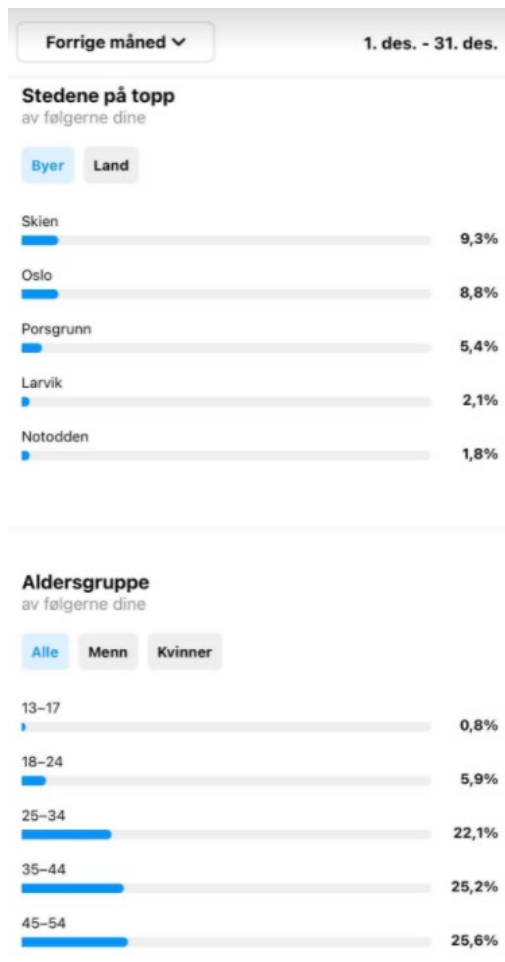 Forrige måned
1. des. - 31. des.
Stedene på topp
av følgerne dine
Byer Land
Skien
9,3%
Oslo
8,8%
Porsgrunn
5,4%
Larvik
2,1%
Notodden
1,8%
Aldersgruppe
av følgerne dine
Alle Menn Kvinner
13–17
0,8%
18–24
5,9%
25–34
22,1%
35–44
25,2%
45–54
25,6%